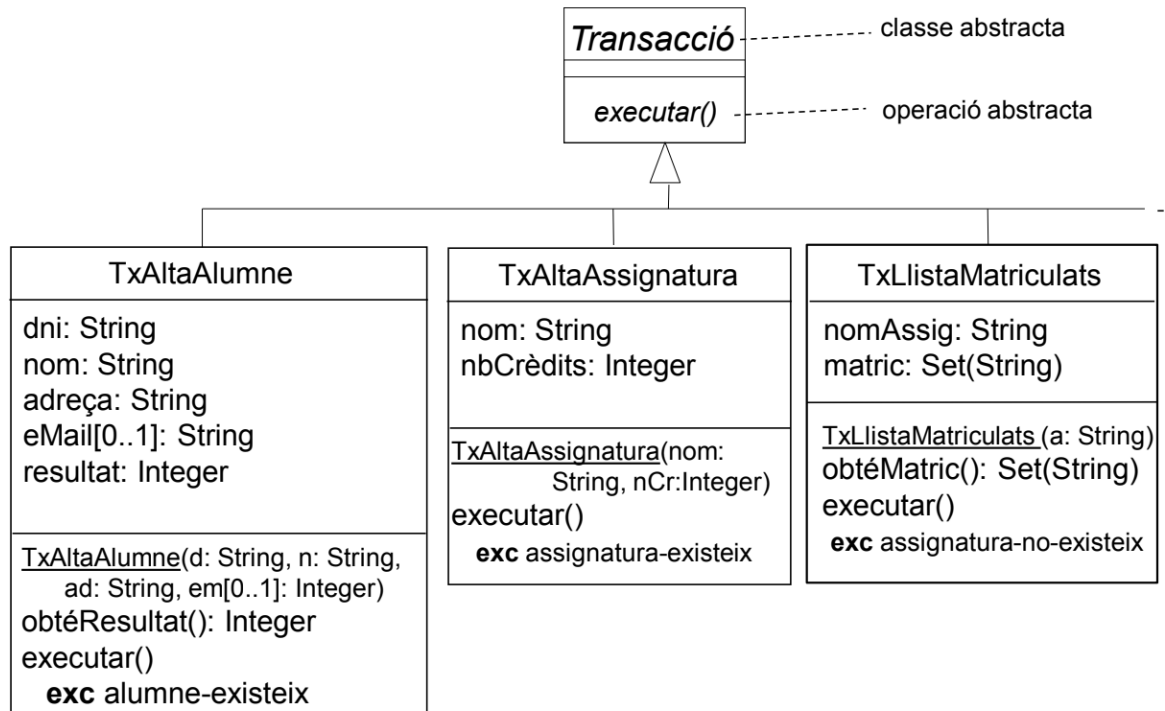 Transacció
classe abstracta
executar()
operació abstracta
TxAltaAlumne
dni: String
nom: String
adreça: String
eMail[0..1]: String
resultat: Integer
TxAltaAlumne(d: String, n: String,
ad: String, em[0..1]: Integer)
obtéResultat(): Integer
executar()
exc alumne-existeix
TxAltaAssignatura
nom: String
nbCrèdits: Integer
TxAltaAssignatura(nom:
String, nCr:Integer)
executar()
exc assignatura-existeix
TxLlistaMatriculats
nomAssig: String
matric: Set(String)
TxLlistaMatriculats (a: String)
obtéMatric(): Set(String)
executar()
exc assignatura-no-existeix